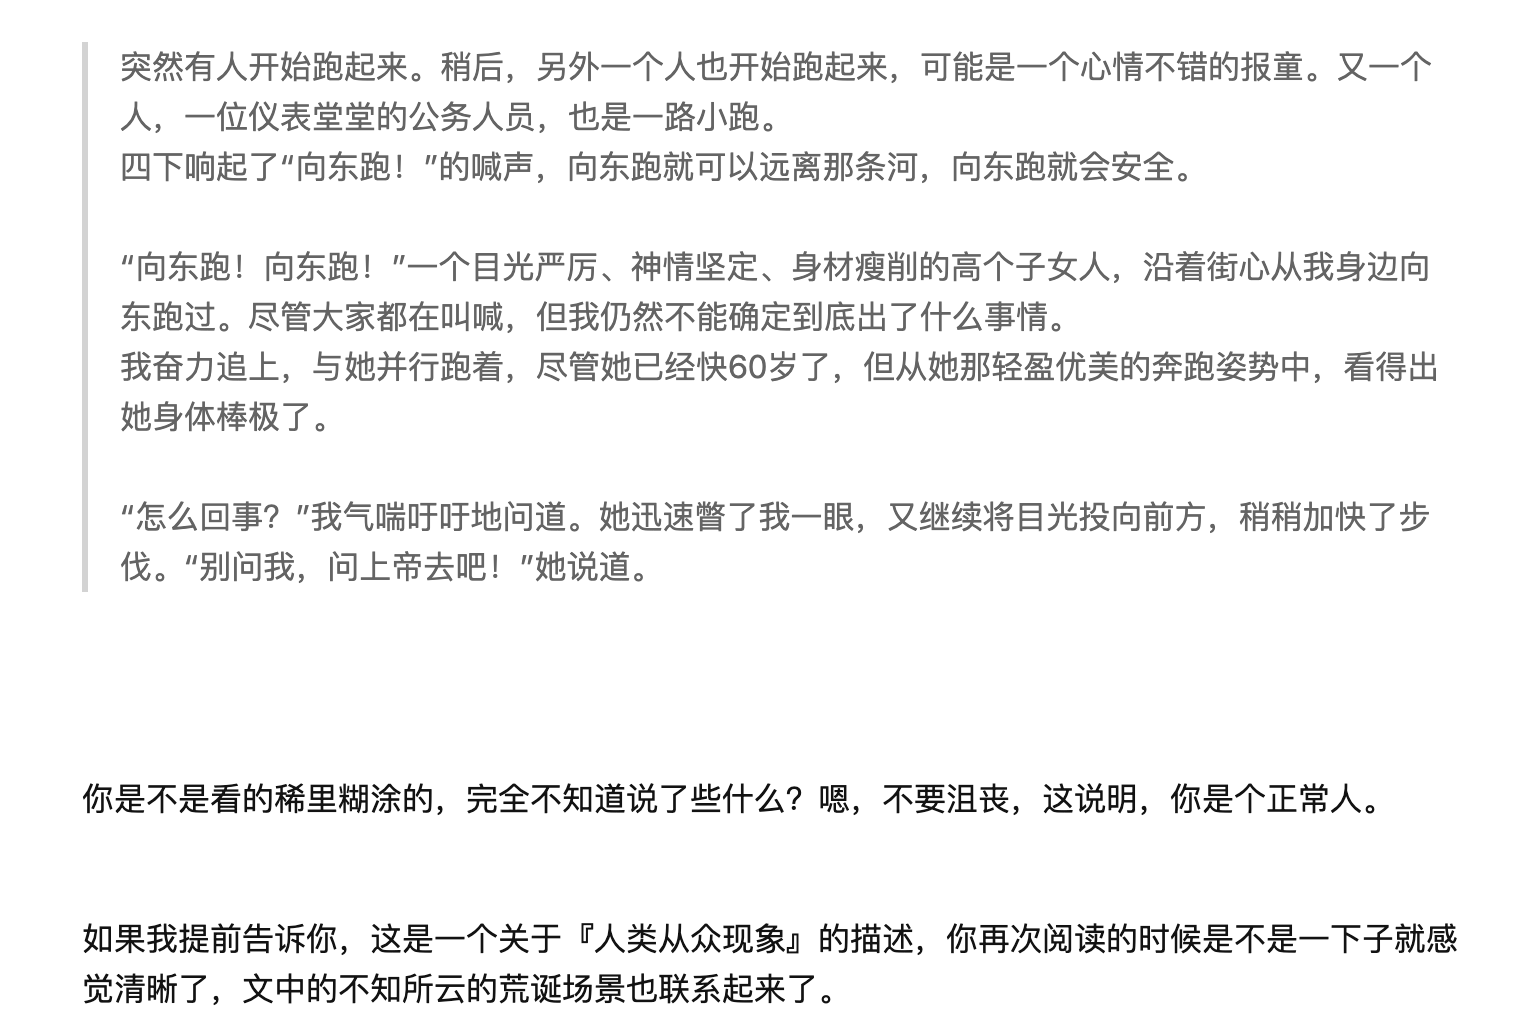 突然有人开始跑起来。稍后，另外一个人也开始跑起来，可能是一个心情不错的报童。又一个
人，一位仪表堂堂的公务人员，也是一路小跑。
四下响起了“向东跑！”的喊声，向东跑就可以远离那条河，向东跑就会安全。
“向东跑！向东跑！”一个目光严厉、神情坚定、身材瘦削的高个子女人，沿着街心从我身边向
东跑过。尽管大家都在叫喊，但我仍然不能确定到底出了什么事情。
我奋力追上，与她并行跑着，尽管她已经快60岁了，但从她那轻盈优美的奔跑姿势中，看得出
她身体棒极了。
“怎么回事？”我气喘吁吁地问道。她迅速瞥了我一眼，又继续将目光投向前方，稍稍加快了步
伐。“别问我，问上帝去吧！”她说道。
你是不是看的稀里糊涂的，完全不知道说了些什么？嗯，不要沮丧，这说明，你是个正常人。
如果我提前告诉你，这是一个关于『人类从众现象』的描述，你再次阅读的时候是不是一下子就感
觉清晰了，文中的不知所云的荒诞场景也联系起来了。